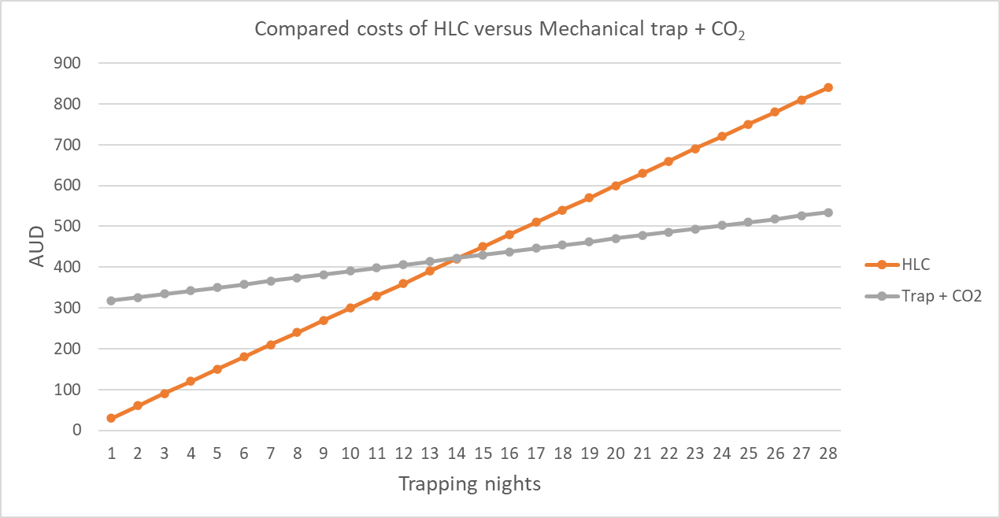 Compared costs of HLC versus Mechanical trap + CO₂
900
800
700
600
500
400
300
200
100
0
AUD
1 2 3 4 5 6 7 8 9 10 11 12 13 14 15 16 17 18 19 20 21 22 23 24 25 26 27 28
Trapping nights
HLC
Trap + CO2